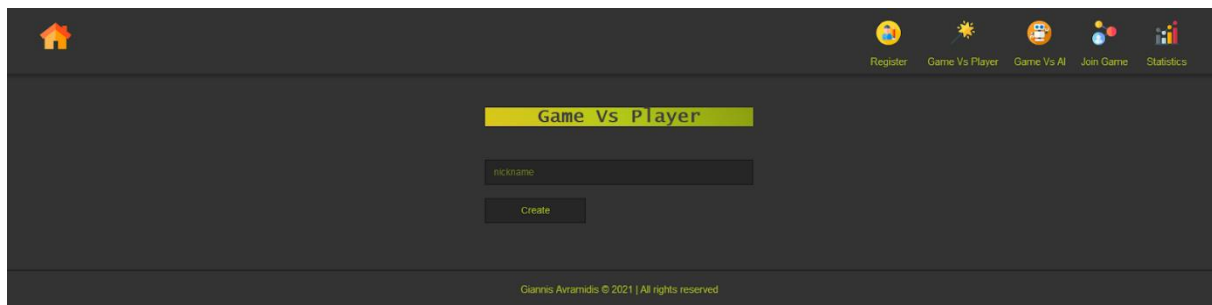 Register Game Vs Player Game Vs AI Join Game Statistics
Game Vs Player
nickname
Create
Giannis Avramidis © 2021 | All rights reserved